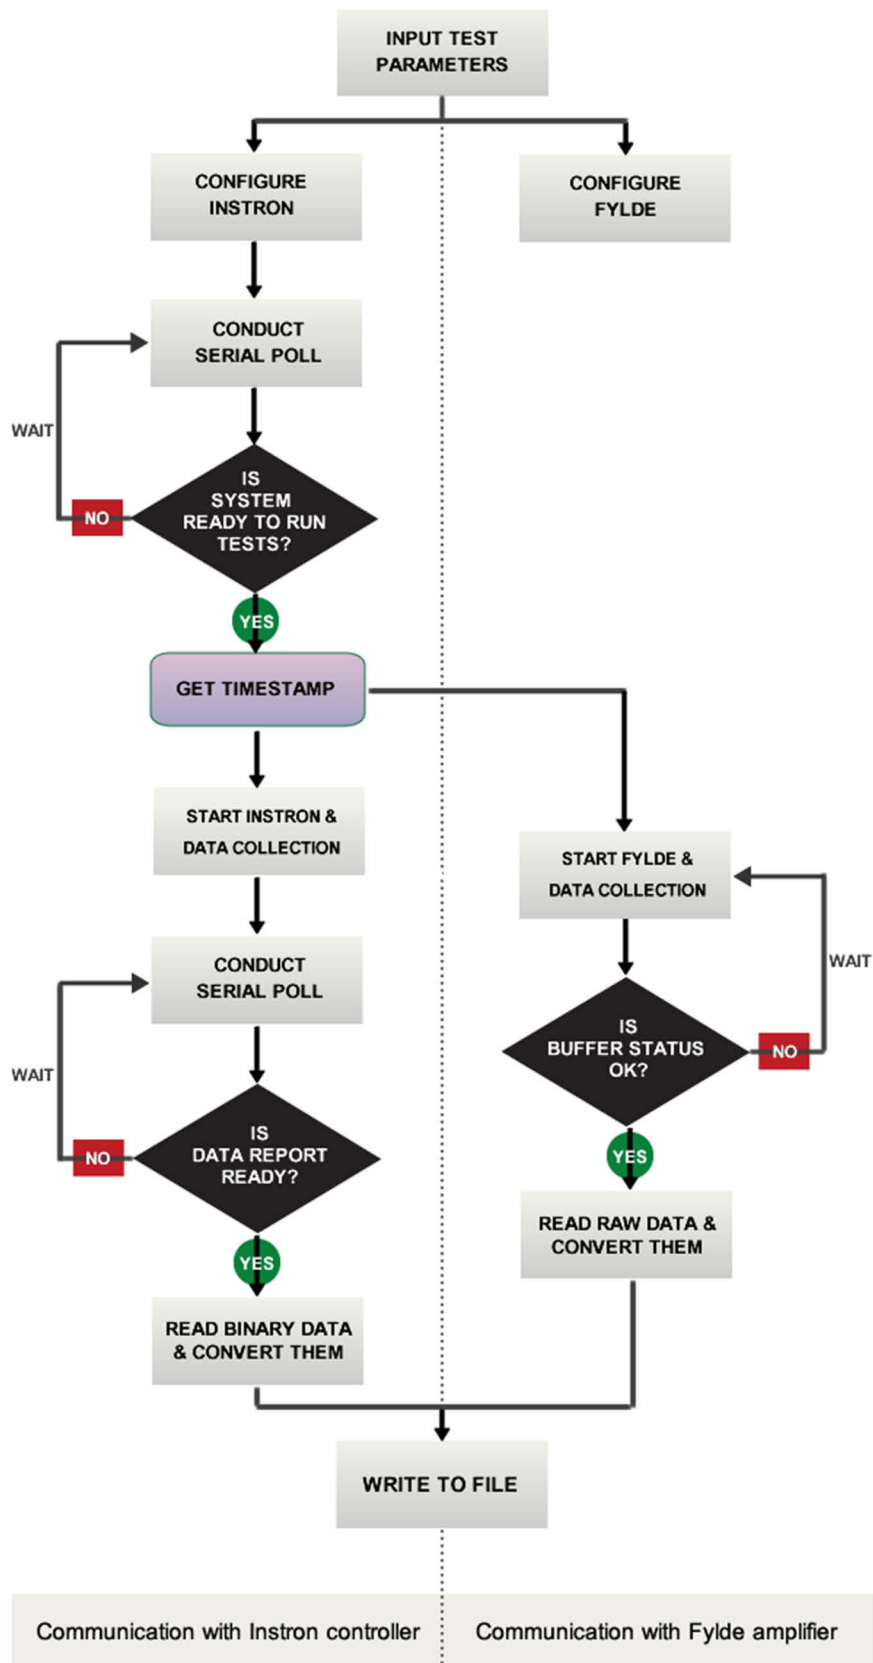 INPUT TEST
PARAMETERS
CONFIGURE
INSTRON
CONFIGURE
FYLDE
CONDUCT
SERIAL POLL
WAIT
IS
SYSTEM
READY TO RUN
TESTS?
NO
YES
GET TIMESTAMP
START INSTRON &
DATA COLLECTION
START FYLDE &
DATA COLLECTION
CONDUCT
SERIAL POLL
WAIT
WAIT
IS
BUFFER STATUS
OK?
NO
IS
DATA REPORT
READY?
NO
YES
READ RAW DATA &
CONVERT THEM
YES
READ BINARY DATA
& CONVERT THEM
WRITE TO FILE
Communication with Instron controller
Communication with Fylde amplifier